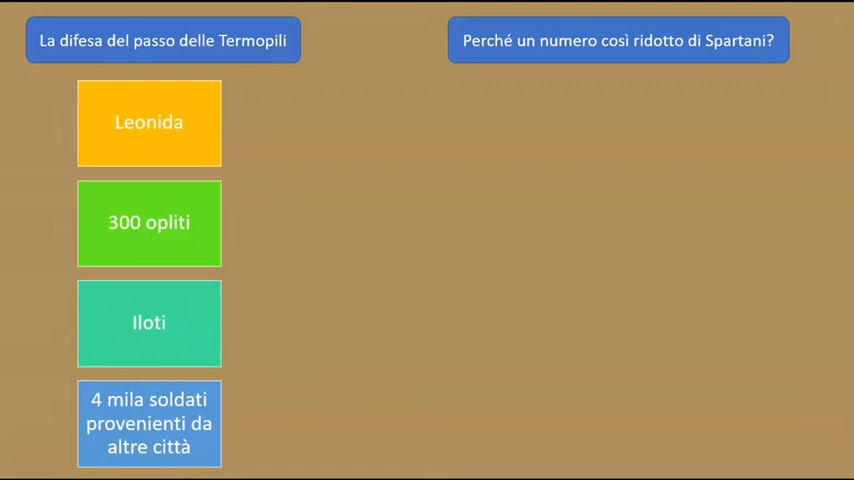 La difesa del passo delle Termopili
Perché un numero così ridotto di Spartani?
Leonida
300 opliti
Iloti
4 mila soldati
provenienti da
altre città